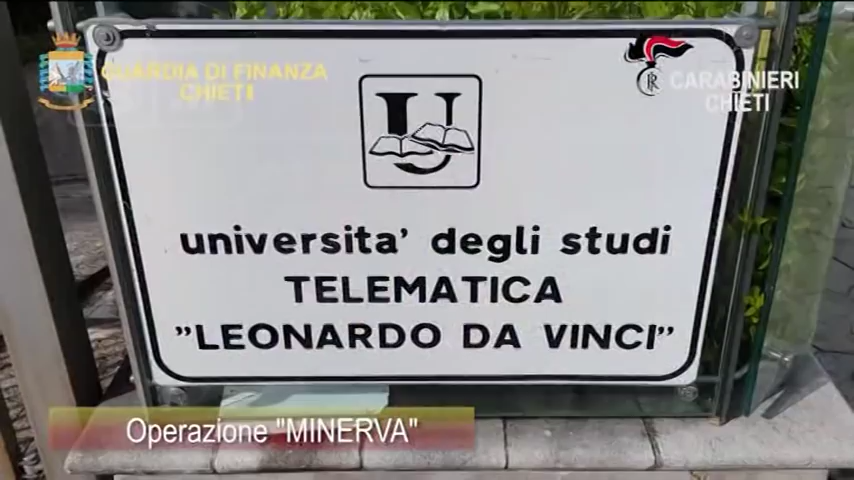 GUARDIA DI FINANZA
CHIETI
CARABINIERI
CHIETI
U
universita' degli studi
TELEMATICA
"LEONARDO DA VINCI"
Operazione "MINERVA"